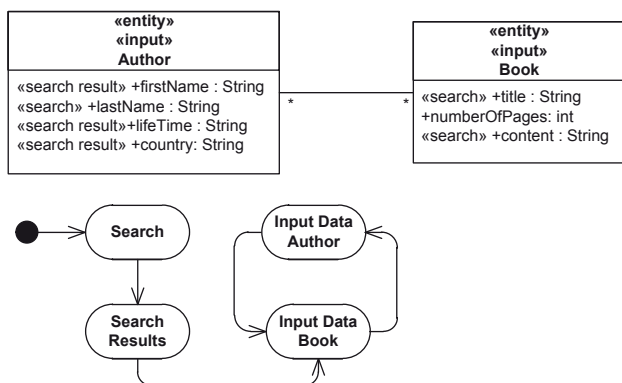 «entity»
«input»
Author
«search result» +firstName : String
«search» +lastName : String
«search result»+lifeTime : String
«search result» +country: String
*
*
«entity»
«input»
Book
«search» +title : String
+numberOfPages: int
«search» +content : String
Search
Input Data
Author
Search
Results
Input Data
Book